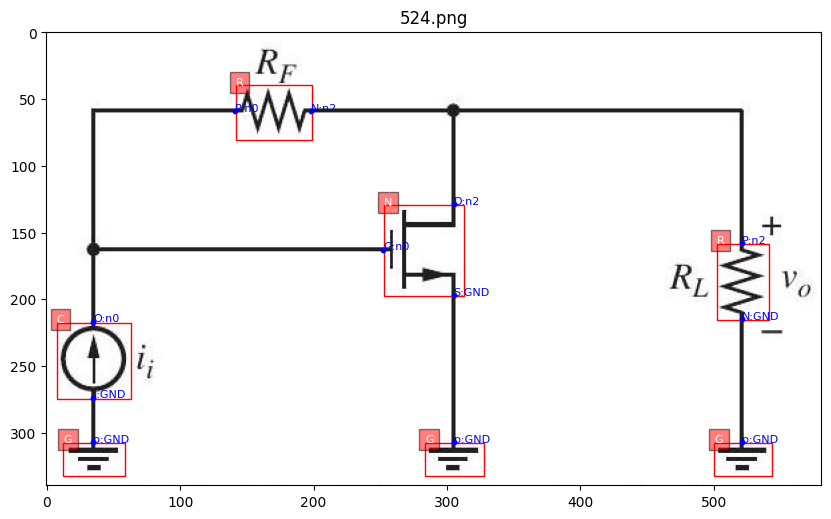 524.png
0
50
100
150
200
250
300
0
100
200
300
400
500
R_F
R
P:n0
N:n2
N
D:n2
G:n0
S:GND
R
P:n2
+
R_L
v_o
N:GND
−
C
O:n0
i_i
I:GND
G
p:GND
G
p:GND
G
p:GND